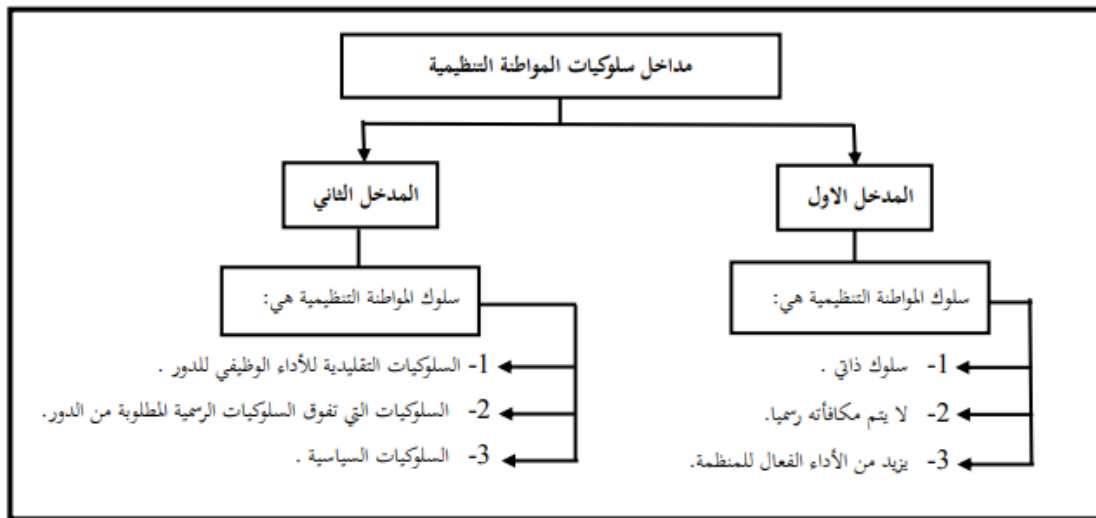 مداخل سلوكيات المواطنة التنظيمية
المدخل الاول
سلوك المواطنة التنظيمية هي:
1- سلوك ذاتي .
2- لا يتم مكافأته رسميا.
3- يزيد من الأداء الفعال للمنظمة.
المدخل الثاني
سلوك المواطنة التنظيمية هي:
1- السلوكيات التقليدية للأداء الوظيفي للدور .
2- السلوكيات التي تفوق السلوكيات الرسمية المطلوبة من الدور.
3- السلوكيات السياسية .